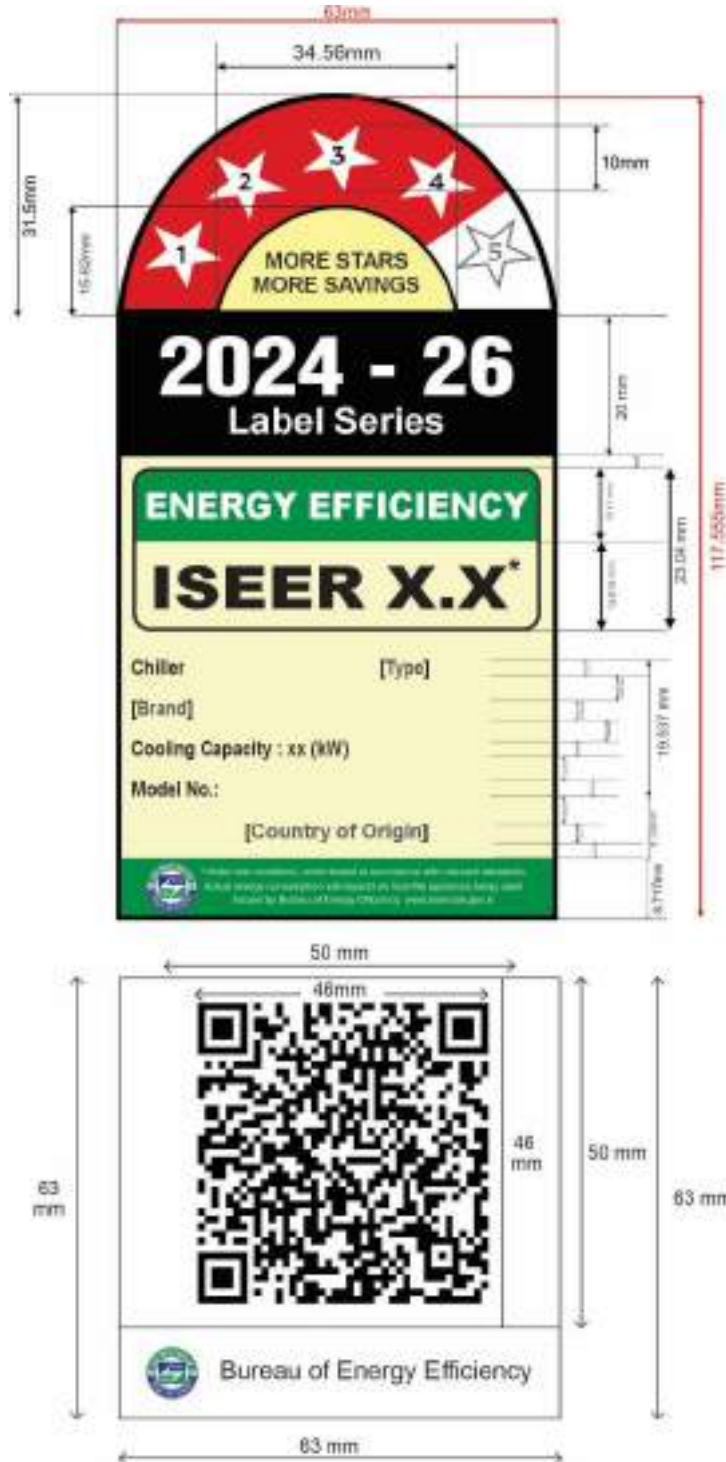 63mm
34.56mm
31.5mm
10mm
1
2
3
4
5
MORE STARS
MORE SAVINGS
117.555mm
2024 - 26
Label Series
20 mm
ENERGY EFFICIENCY
ISEER X.X*
23.04 mm
Chiller [Type]
[Brand]
Cooling Capacity : xx (kW)
Model No.:
[Country of Origin]
19.537 mm
50 mm
46mm
46
mm
50 mm
63
mm
63 mm
Bureau of Energy Efficiency
63 mm